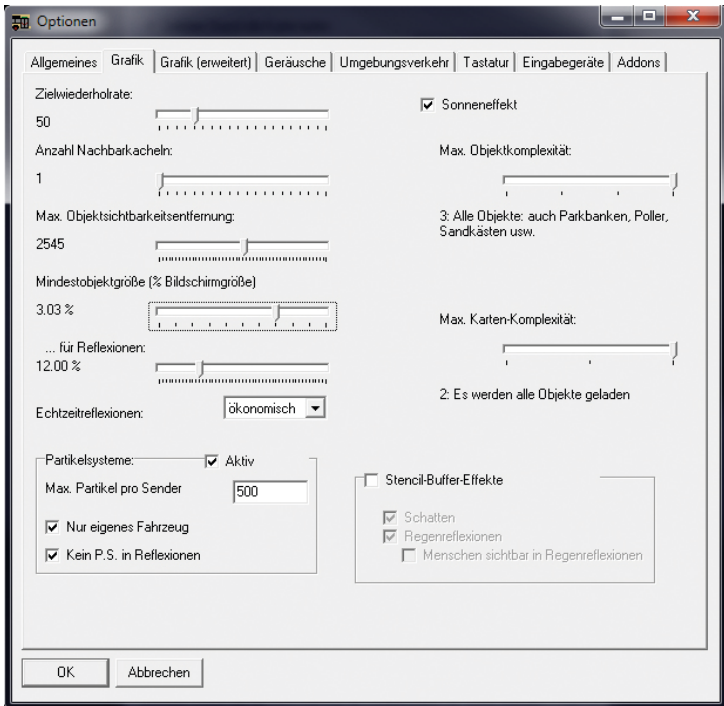 Optionen
Allgemeines
Grafik
Grafik (erweitert)
Geräusche
Umgebungsverkehr
Tastatur
Eingabegeräte
Addons
Zielwiederholrate:
50
Anzahl Nachbarkacheln:
1
Max. Objektsichtbarkeitsentfernung:
2545
Mindestobjektgröße (% Bildschirmgröße)
3.03 %
... für Reflexionen:
12.00 %
Echtzeitreflexionen:
ökonomisch
Partikelsysteme:
Aktiv
Max. Partikel pro Sender
500
Nur eigenes Fahrzeug
Kein P.S. in Reflexionen
Sonneneffekt
Max. Objektkomplexität:
3: Alle Objekte: auch Parkbanken, Poller,
Sandkästen usw.
Max. Karten-Komplexität:
2: Es werden alle Objekte geladen
Stencil-Buffer-Effekte
Schatten
Regenreflexionen
Menschen sichtbar in Regenreflexionen
OK
Abbrechen